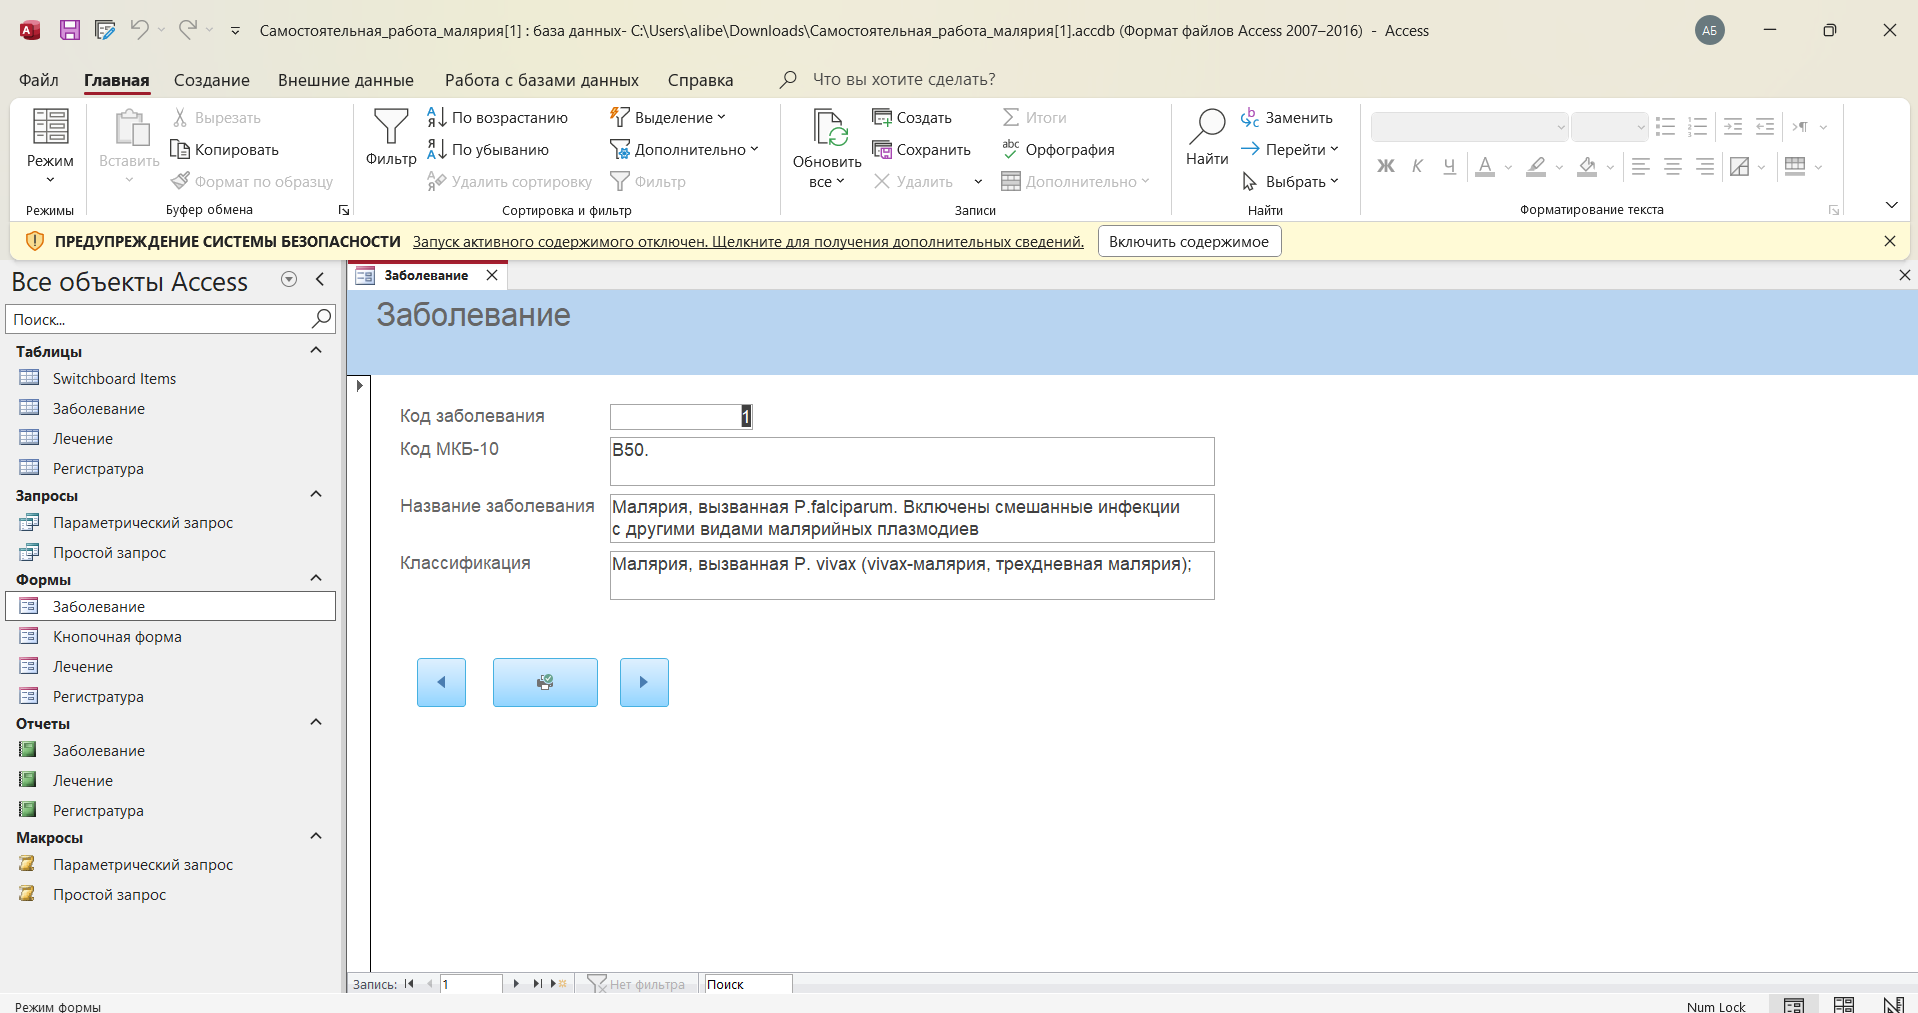 Самостоятельная_работа_малярия[1] : база данных- C:\Users\alibe\Downloads\Самостоятельная_работа_малярия[1].accdb (Формат файлов Access 2007–2016) - Access
АБ
Файл Главная Создание Внешние данные Работа с базами данных Справка Что вы хотите сделать?
Режим
Режимы
Вставить
Вырезать
Копировать
Формат по образцу
Буфер обмена
Фильтр
По возрастанию
По убыванию
Удалить сортировку
Выделение
Дополнительно
Фильтр
Сортировка и фильтр
Обновить
все
Создать
Сохранить
Удалить
Итоги
Орфография
Дополнительно
Записи
Найти
Заменить
Перейти
Выбрать
Найти
Ж К Ч А
Форматирование текста
ПРЕДУПРЕЖДЕНИЕ СИСТЕМЫ БЕЗОПАСНОСТИ Запуск активного содержимого отключен. Щелкните для получения дополнительных сведений. Включить содержимое
Все объекты Access
Поиск...
Таблицы
Switchboard Items
Заболевание
Лечение
Регистратура
Запросы
Параметрический запрос
Простой запрос
Формы
Заболевание
Кнопочная форма
Лечение
Регистратура
Отчеты
Заболевание
Лечение
Регистратура
Макросы
Параметрический запрос
Простой запрос
Заболевание
Заболевание
Код заболевания 1
Код МКБ-10 B50.
Название заболевания Малярия, вызванная P.falciparum. Включены смешанные инфекции
с другими видами малярийных плазмодиев
Классификация Малярия, вызванная P. vivax (vivax-малярия, трехдневная малярия);
Запись: 1 Нет фильтра Поиск
Режим формы Num Lock